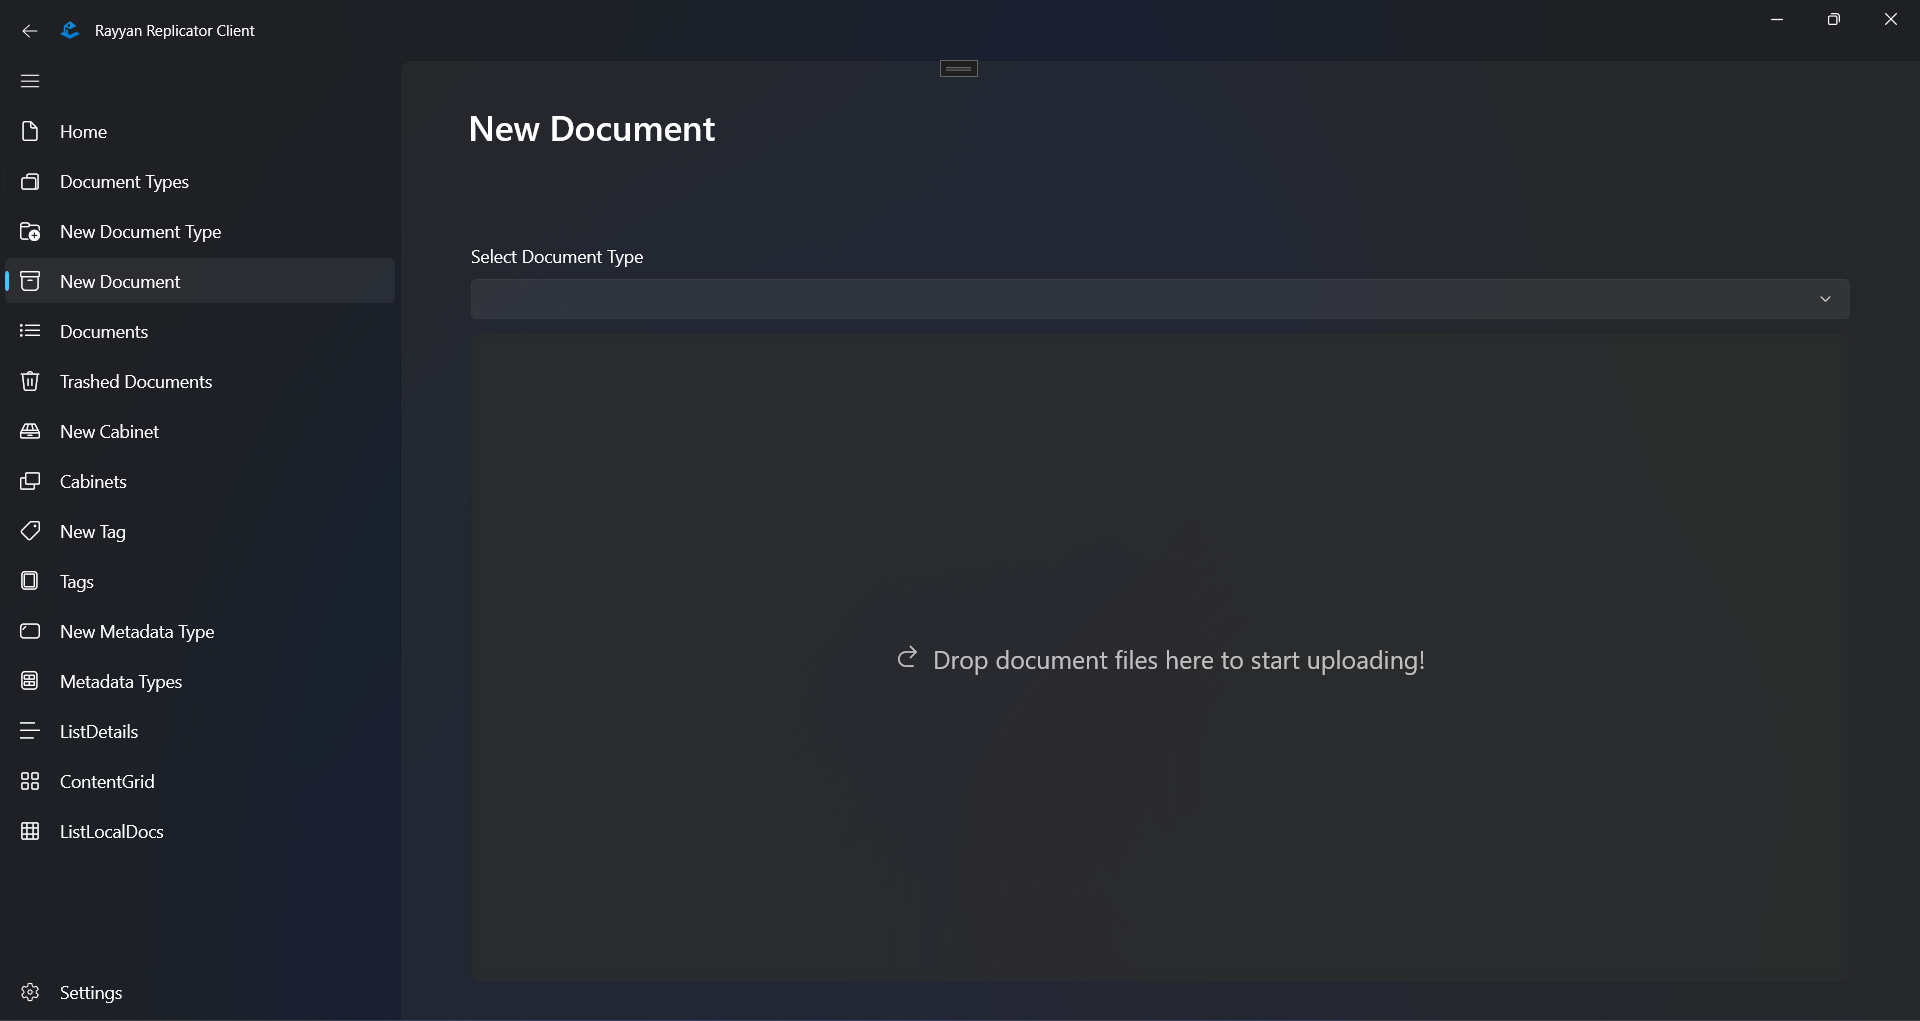 Rayyan Replicator Client
Home
Document Types
New Document Type
New Document
Documents
Trashed Documents
New Cabinet
Cabinets
New Tag
Tags
New Metadata Type
Metadata Types
ListDetails
ContentGrid
ListLocalDocs
Settings
New Document
Select Document Type
Drop document files here to start uploading!